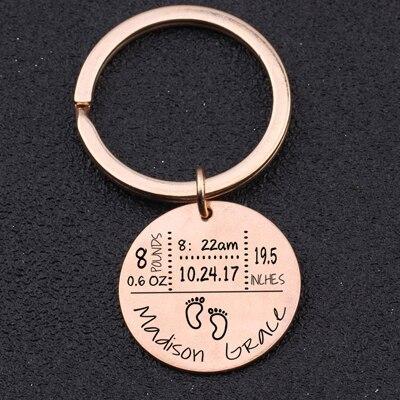 8 POUNDS
0.6 OZ
8: 22am
10.24.17
19.5
INCHES
Madison Grace